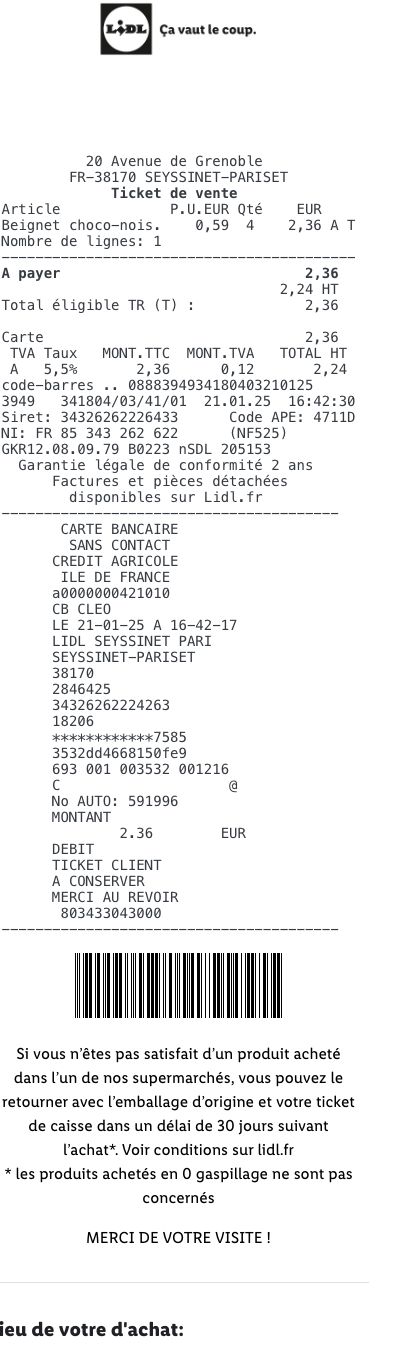 LIDL Ça vaut le coup.
20 Avenue de Grenoble
FR-38170 SEYSSINET-PARISET
Ticket de vente
Article P.U.EUR Qté EUR
Beignet choco-nois. 0,59 4 2,36 A T
Nombre de lignes: 1
A payer 2,36
2,24 HT
Total éligible TR (T) : 2,36
Carte 2,36
TVA Taux MONT.TTC MONT.TVA TOTAL HT
A 5,5% 2,36 0,12 2,24
code-barres .. 0888394934180403210125
3949 341804/03/41/01 21.01.25 16:42:30
Siret: 34326262226433 Code APE: 4711D
NI: FR 85 343 262 622 (NF525)
GKR12.08.09.79 B0223 nSDL 205153
Garantie légale de conformité 2 ans
Factures et pièces détachées
disponibles sur Lidl.fr
CARTE BANCAIRE
SANS CONTACT
CREDIT AGRICOLE
ILE DE FRANCE
a0000000421010
CB CLEO
LE 21-01-25 A 16-42-17
LIDL SEYSSINET PARI
SEYSSINET-PARISET
38170
2846425
34326262224263
18206
************7585
3532dd4668150fe9
693 001 003532 001216
C @
No AUTO: 591996
MONTANT
2.36 EUR
DEBIT
TICKET CLIENT
A CONSERVER
MERCI AU REVOIR
803433043000
Si vous n'êtes pas satisfait d'un produit acheté
dans l'un de nos supermarchés, vous pouvez le
retourner avec l'emballage d'origine et votre ticket
de caisse dans un délai de 30 jours suivant
l'achat*. Voir conditions sur lidl.fr
* les produits achetés en 0 gaspillage ne sont pas
concernés
MERCI DE VOTRE VISITE !
ieu de votre d'achat: